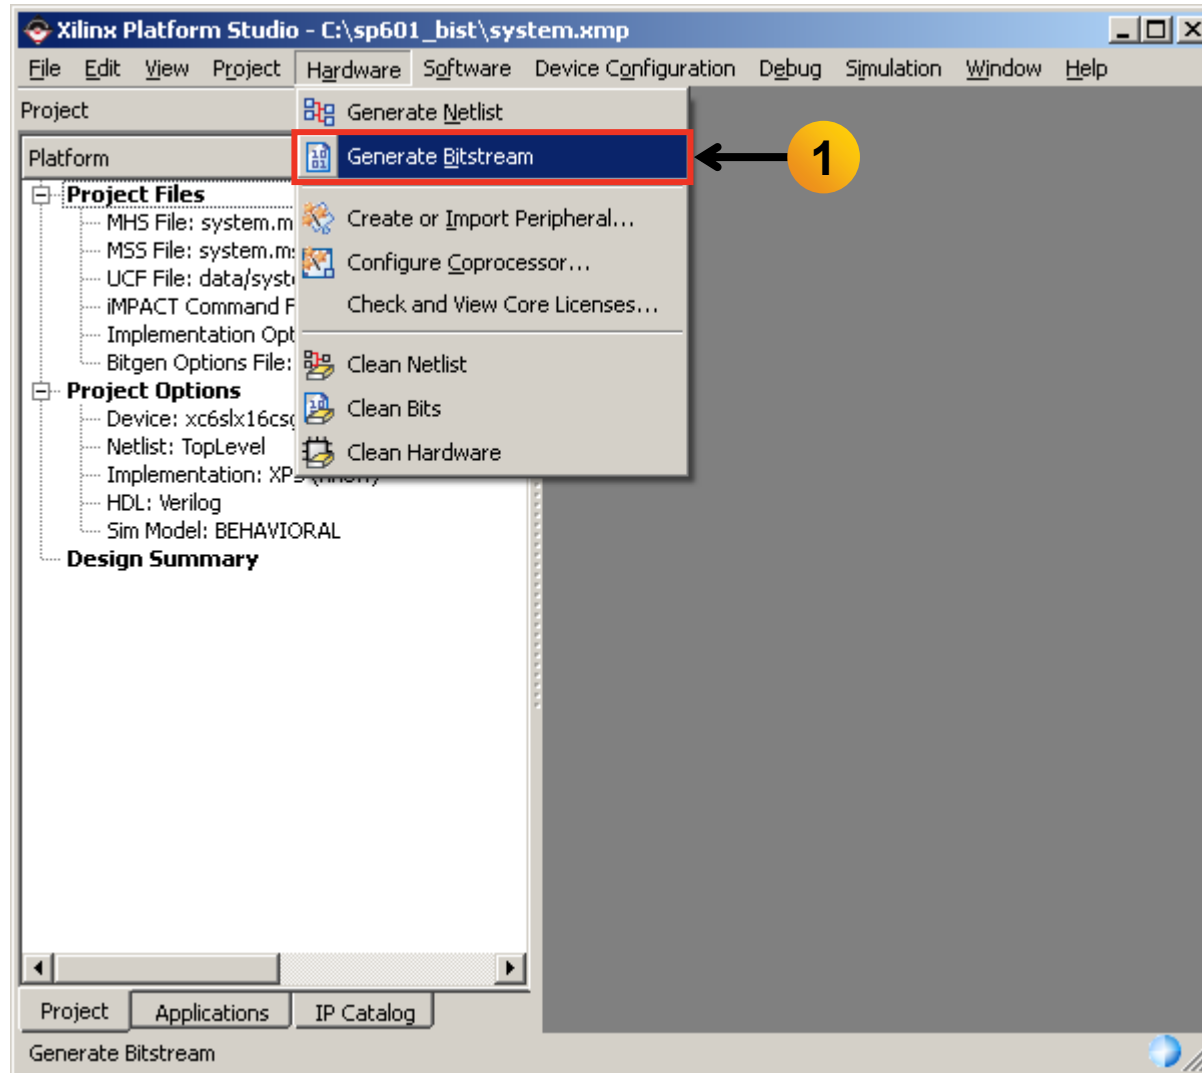 Xilinx Platform Studio - C:\sp601_bist\system.xmp
File Edit View Project Hardware Software Device Configuration Debug Simulation Window Help
Project
Generate Netlist
Platform
Generate Bitstream
1
Project Files
MHS File: system.m
Create or Import Peripheral...
MSS File: system.m
Configure Coprocessor...
UCF File: data/syst
iMPACT Command F
Check and View Core Licenses...
Implementation Opt
Bitgen Options File:
Clean Netlist
Project Options
Clean Bits
Device: xc6slx16csg
Netlist: TopLevel
Clean Hardware
Implementation: XPS
HDL: Verilog
Sim Model: BEHAVIORAL
Design Summary
Project Applications IP Catalog
Generate Bitstream